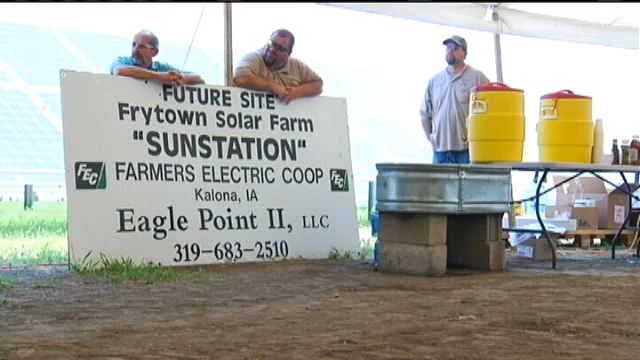 FUTURE SITE
Frytown Solar Farm
"SUNSTATION"
FEC FARMERS ELECTRIC COOP FEC
Kalona, IA
Eagle Point II, LLC
319-683-2510